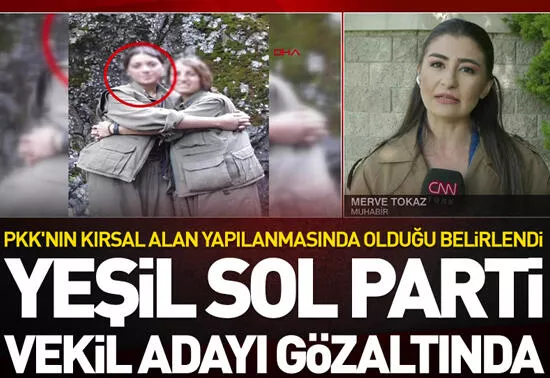 DHA
CNN
TÜRK
MERVE TOKAZ
MUHABİR
PKK'NIN KIRSAL ALAN YAPILANMASINDA OLDUĞU BELİRLENDİ
YEŞİL SOL PARTİ
VEKİL ADAYI GÖZALTINDA